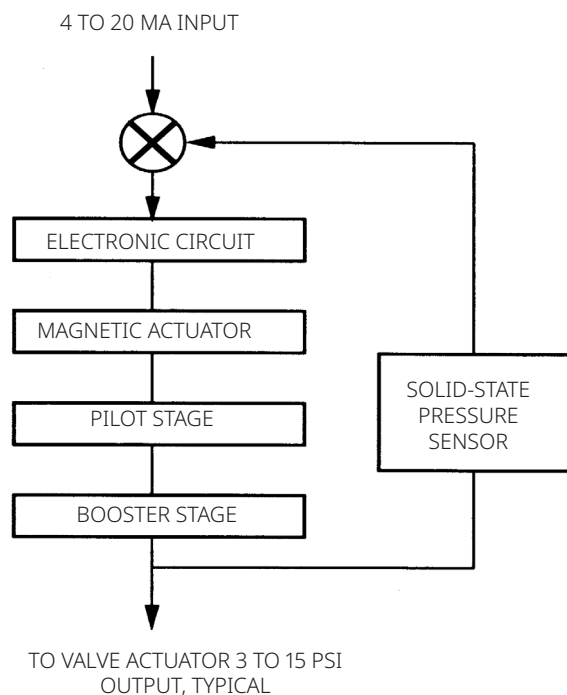 4 TO 20 MA INPUT
ELECTRONIC CIRCUIT
MAGNETIC ACTUATOR
PILOT STAGE
BOOSTER STAGE
SOLID-STATE
PRESSURE
SENSOR
TO VALVE ACTUATOR 3 TO 15 PSI
OUTPUT, TYPICAL